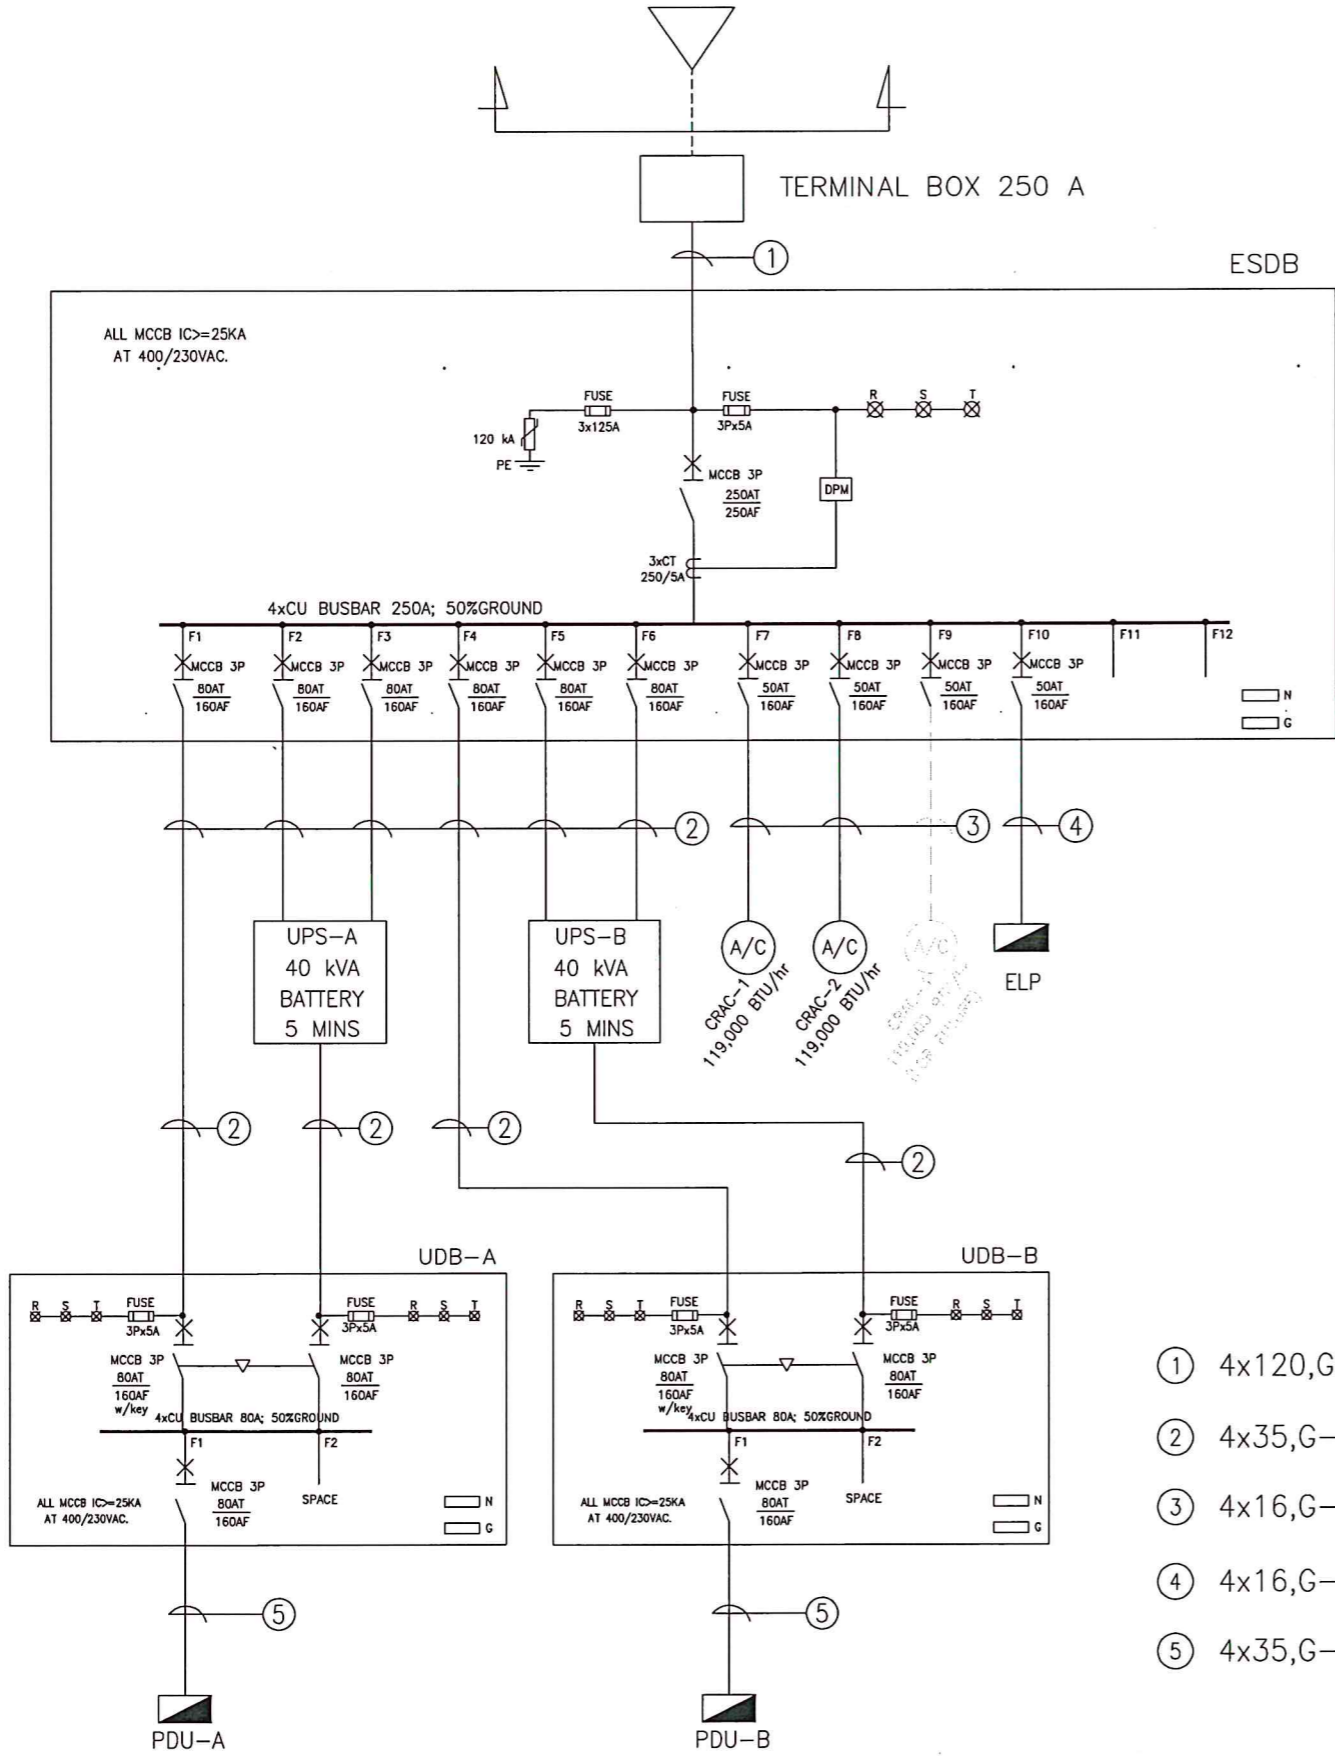 TERMINAL BOX 250 A
1
ESDB
ALL MCCB IC>=25KA
AT 400/230VAC.
FUSE
3x125A
FUSE
3Px5A
R S T
120 kA
PE
MCCB 3P
250AT
250AF
DPM
3xCT
250/5A
4xCU BUSBAR 250A; 50%GROUND
F1 F2 F3 F4 F5 F6 F7 F8 F9 F10 F11 F12
MCCB 3P MCCB 3P MCCB 3P MCCB 3P MCCB 3P MCCB 3P MCCB 3P MCCB 3P MCCB 3P MCCB 3P
80AT 80AT 80AT 80AT 80AT 80AT 50AT 50AT 50AT 50AT
160AF 160AF 160AF 160AF 160AF 160AF 160AF 160AF 160AF 160AF
N
G
2 3 4
UPS-A
40 kVA
BATTERY
5 MINS
UPS-B
40 kVA
BATTERY
5 MINS
A/C
CRAC-1
119,000 BTU/hr
A/C
CRAC-2
119,000 BTU/hr
A/C
ELP
2 2 2
2
UDB-A
R S T
FUSE
3Px5A
FUSE
3Px5A
R S T
MCCB 3P
80AT
160AF
w/key
MCCB 3P
80AT
160AF
4xCU BUSBAR 80A; 50%GROUND
F1 F2
MCCB 3P
80AT
160AF
SPACE
ALL MCCB IC>=25KA
AT 400/230VAC.
N
G
5
PDU-A
UDB-B
R S T
FUSE
3Px5A
FUSE
3Px5A
R S T
MCCB 3P
80AT
160AF
w/key
MCCB 3P
80AT
160AF
4xCU BUSBAR 80A; 50%GROUND
F1 F2
MCCB 3P
80AT
160AF
SPACE
ALL MCCB IC>=25KA
AT 400/230VAC.
N
G
5
PDU-B
1 4x120,G
2 4x35,G-
3 4x16,G-
4 4x16,G-
5 4x35,G-